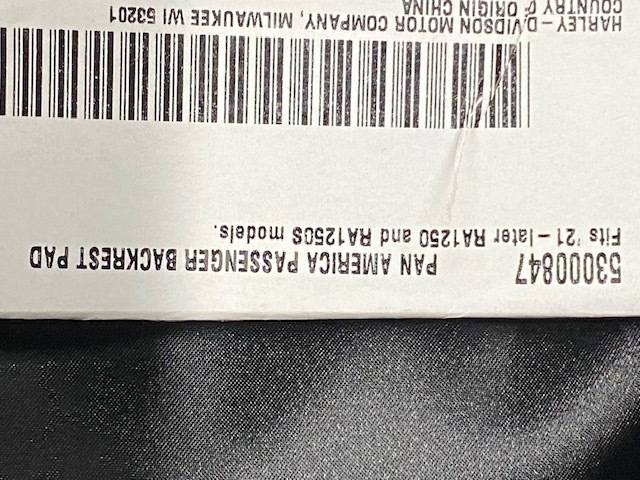 5300847 PAN AMERICA PASSENGER BACKREST PAD
Fits '21-later RA1250 and RA1250S models.
HARLEY-DAVIDSON MOTOR COMPANY, MILWAUKEE WI 53201
COUNTRY OF ORIGIN CHINA